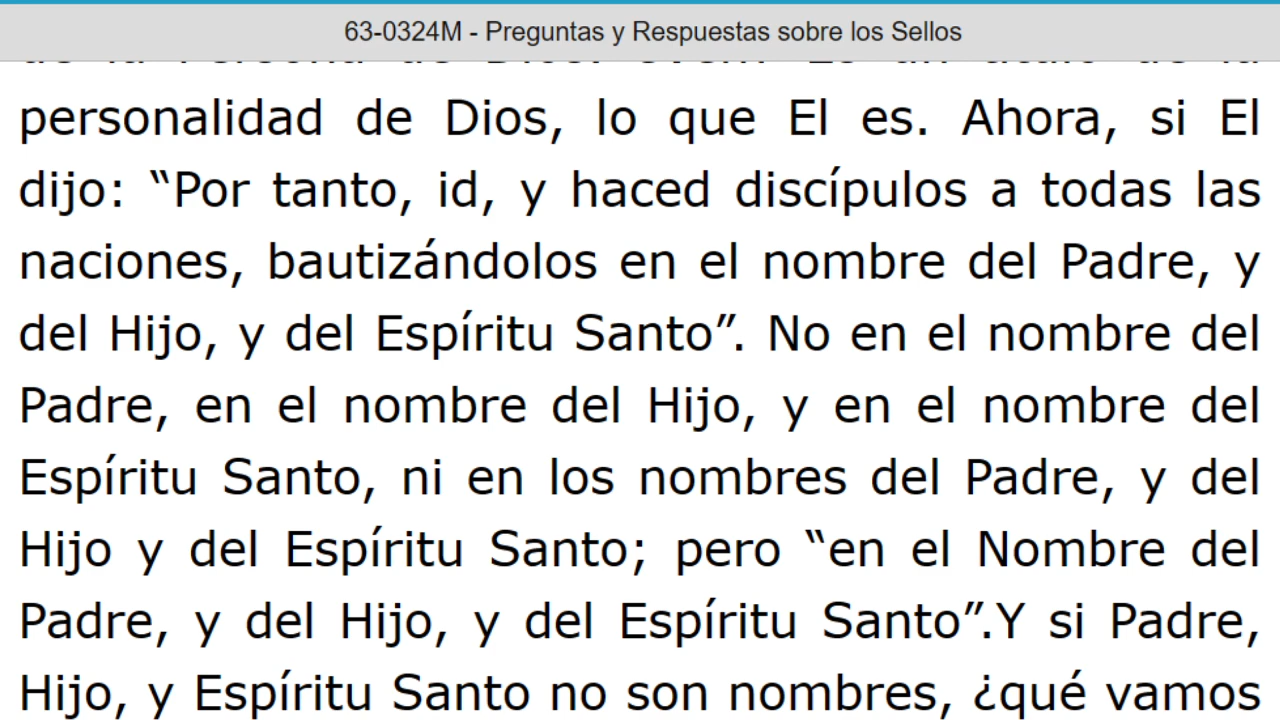 63-0324M - Preguntas y Respuestas sobre los Sellos
personalidad de Dios, lo que El es. Ahora, si El
dijo: “Por tanto, id, y haced discípulos a todas las
naciones, bautizándolos en el nombre del Padre, y
del Hijo, y del Espíritu Santo”. No en el nombre del
Padre, en el nombre del Hijo, y en el nombre del
Espíritu Santo, ni en los nombres del Padre, y del
Hijo y del Espíritu Santo; pero “en el Nombre del
Padre, y del Hijo, y del Espíritu Santo”.Y si Padre,
Hijo, y Espíritu Santo no son nombres, ¿qué vamos